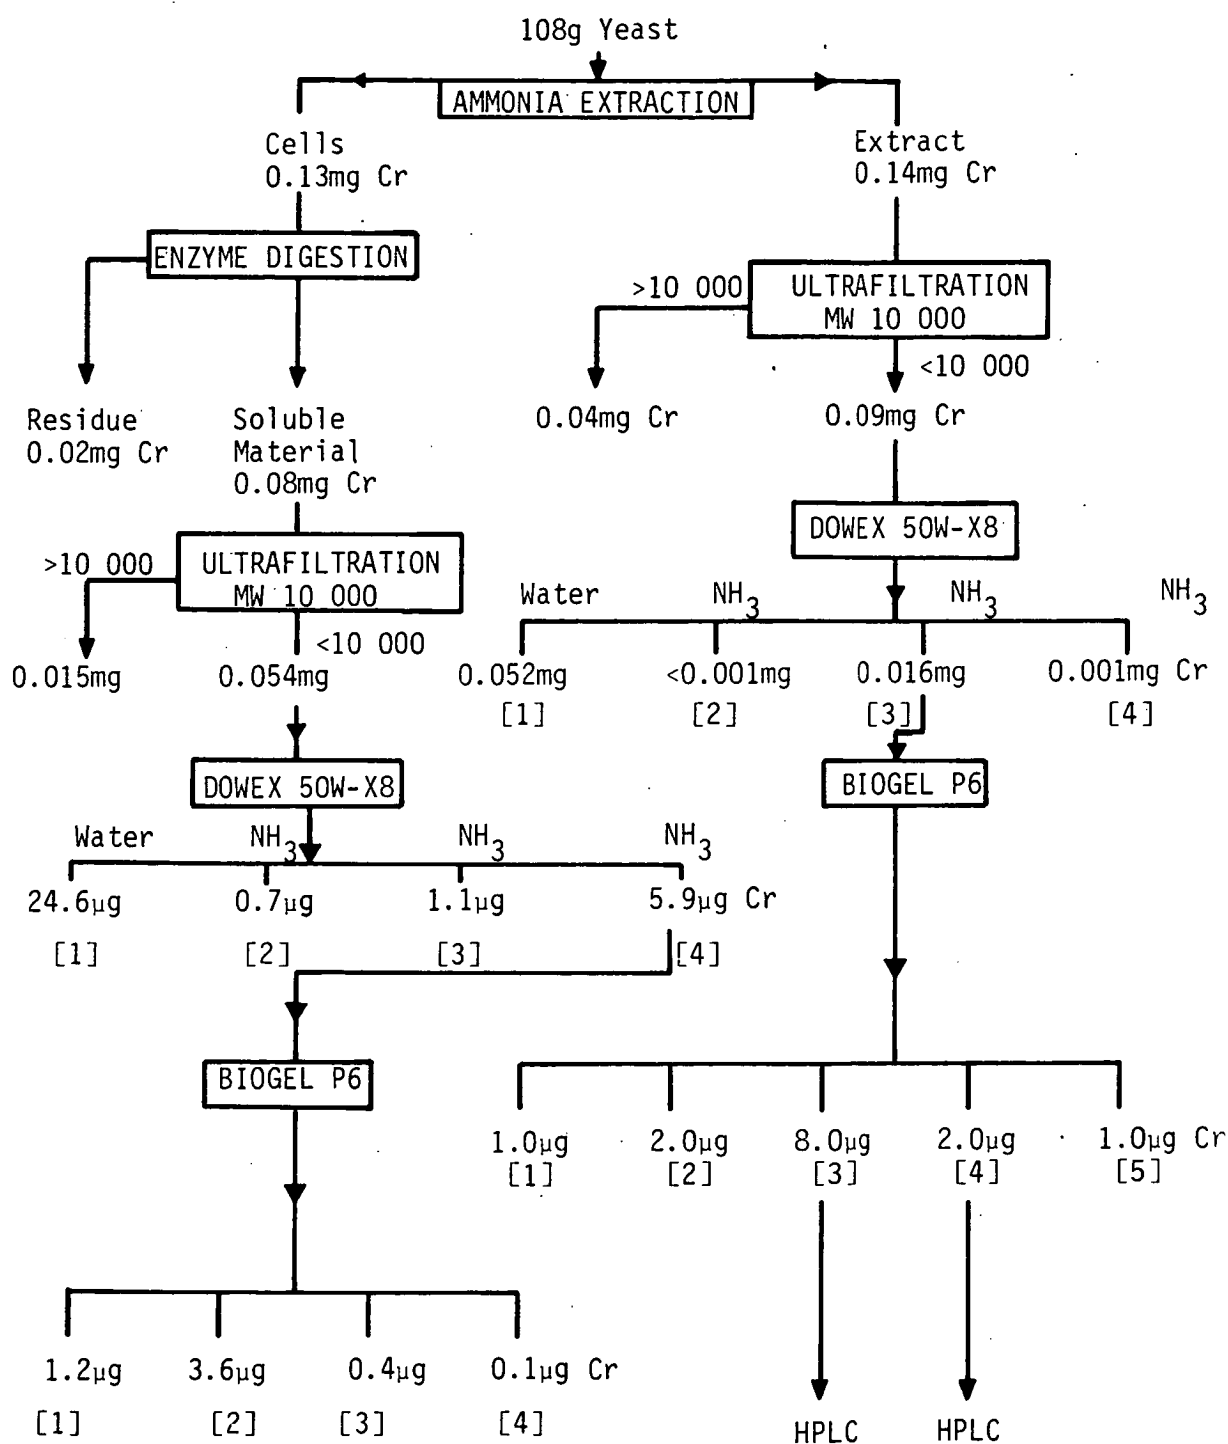 108g Yeast
AMMONIA EXTRACTION
Cells
0.13mg Cr
Extract
0.14mg Cr
ENZYME DIGESTION
>10 000
ULTRAFILTRATION
MW 10 000
<10 000
Residue
0.02mg Cr
Soluble
Material
0.08mg Cr
0.04mg Cr
0.09mg Cr
DOWEX 50W-X8
>10 000
ULTRAFILTRATION
MW 10 000
<10 000
Water NH3 NH3 NH3
0.015mg 0.054mg
0.052mg <0.001mg 0.016mg 0.001mg Cr
[1] [2] [3] [4]
DOWEX 50W-X8
BIOGEL P6
Water NH3 NH3 NH3
24.6µg 0.7µg 1.1µg 5.9µg Cr
[1] [2] [3] [4]
BIOGEL P6
1.0µg 2.0µg 8.0µg 2.0µg 1.0µg Cr
[1] [2] [3] [4] [5]
1.2µg 3.6µg 0.4µg 0.1µg Cr
[1] [2] [3] [4]
HPLC HPLC